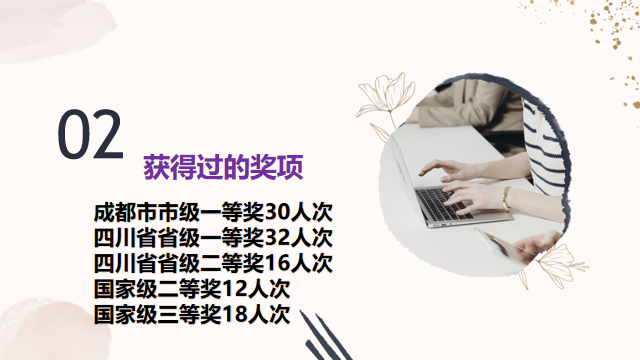 02
获得过的奖项
成都市市级一等奖30人次
四川省省级一等奖32人次
四川省省级二等奖16人次
国家级二等奖12人次
国家级三等奖18人次